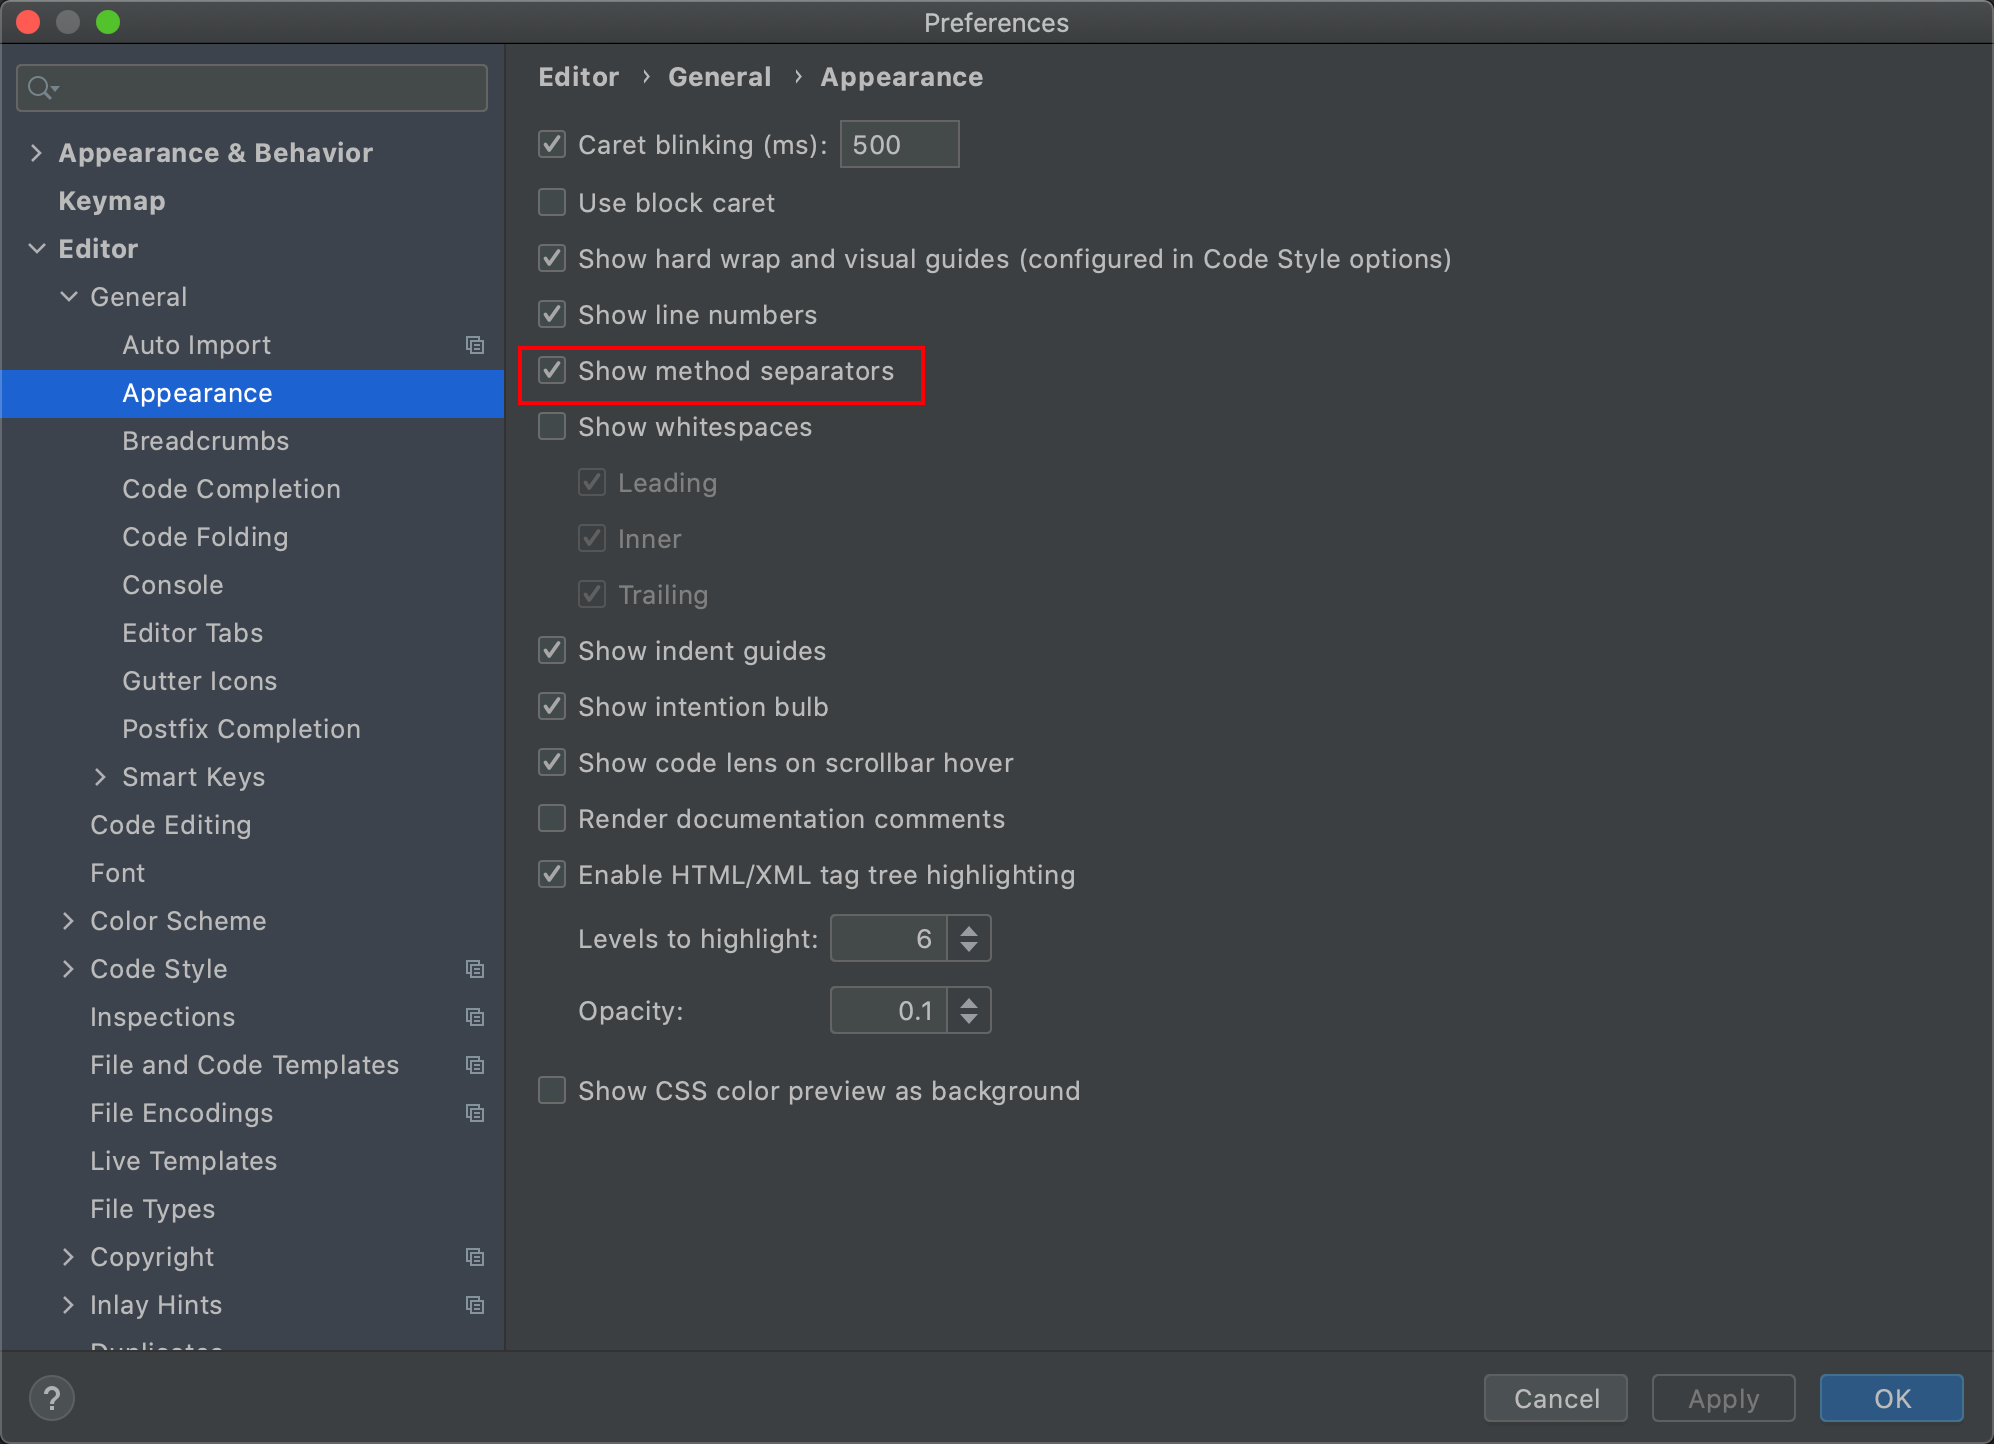 Preferences
Appearance & Behavior
Keymap
Editor
General
Auto Import
Appearance
Breadcrumbs
Code Completion
Code Folding
Console
Editor Tabs
Gutter Icons
Postfix Completion
Smart Keys
Code Editing
Font
Color Scheme
Code Style
Inspections
File and Code Templates
File Encodings
Live Templates
File Types
Copyright
Inlay Hints
Duplicates
Editor › General › Appearance
Caret blinking (ms): 500
Use block caret
Show hard wrap and visual guides (configured in Code Style options)
Show line numbers
Show method separators
Show whitespaces
Leading
Inner
Trailing
Show indent guides
Show intention bulb
Show code lens on scrollbar hover
Render documentation comments
Enable HTML/XML tag tree highlighting
Levels to highlight: 6
Opacity: 0.1
Show CSS color preview as background
? Cancel Apply OK